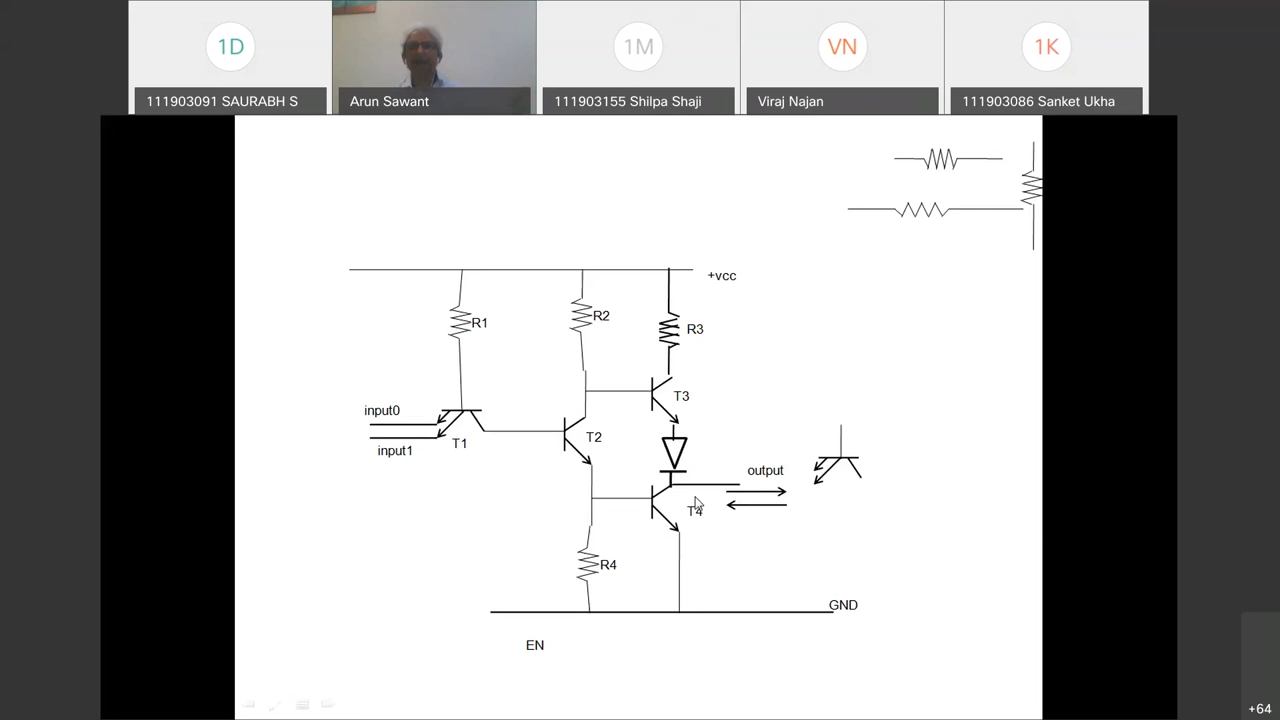 1D
1M
VN
1K
111903091 SAURABH S
Arun Sawant
111903155 Shilpa Shaji
Viraj Najan
111903086 Sanket Ukha
+vcc
R1
R2
R3
T3
input0
T1
T2
input1
output
T4
R4
GND
EN
+64